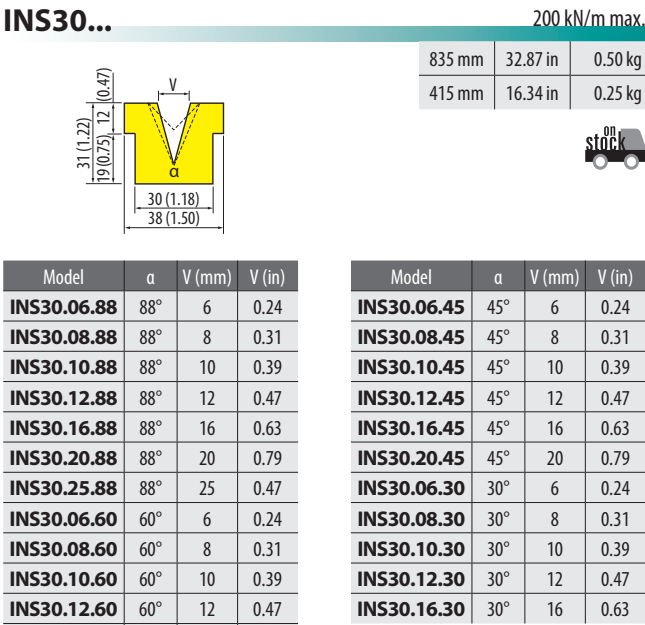 INS30...
200 kN/m max.
835 mm 32.87 in 0.50 kg
415 mm 16.34 in 0.25 kg
on
stock
V
12 (0.47)
31 (1.22)
19 (0.75)
α
30 (1.18)
38 (1.50)
Model α V (mm) V (in)
INS30.06.88 88° 6 0.24
INS30.08.88 88° 8 0.31
INS30.10.88 88° 10 0.39
INS30.12.88 88° 12 0.47
INS30.16.88 88° 16 0.63
INS30.20.88 88° 20 0.79
INS30.25.88 88° 25 0.47
INS30.06.60 60° 6 0.24
INS30.08.60 60° 8 0.31
INS30.10.60 60° 10 0.39
INS30.12.60 60° 12 0.47
Model α V (mm) V (in)
INS30.06.45 45° 6 0.24
INS30.08.45 45° 8 0.31
INS30.10.45 45° 10 0.39
INS30.12.45 45° 12 0.47
INS30.16.45 45° 16 0.63
INS30.20.45 45° 20 0.79
INS30.06.30 30° 6 0.24
INS30.08.30 30° 8 0.31
INS30.10.30 30° 10 0.39
INS30.12.30 30° 12 0.47
INS30.16.30 30° 16 0.63